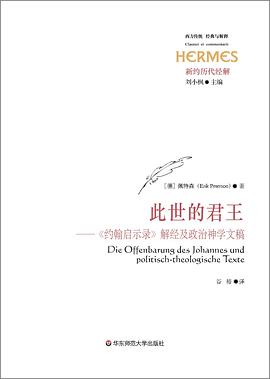 西方传统 经典与解释
Classici et commentarii
HERMES
新约历代经解
刘小枫●主编
[德] 佩特森 (Erik Peterson) 著
此世的君王
——《约翰启示录》解经及政治神学文稿
Die Offenbarung des Johannes und
politisch-theologische Texte
谷裕●译
华东师范大学出版社